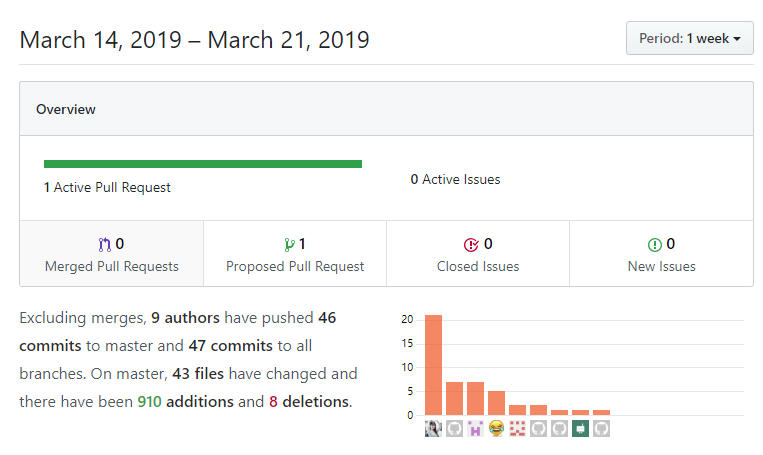 March 14, 2019 – March 21, 2019
Period: 1 week
Overview
1 Active Pull Request
0 Active Issues
0
Merged Pull Requests
1
Proposed Pull Request
0
Closed Issues
0
New Issues
Excluding merges, 9 authors have pushed 46
commits to master and 47 commits to all
branches. On master, 43 files have changed and
there have been 910 additions and 8 deletions.
20
15
10
5
0